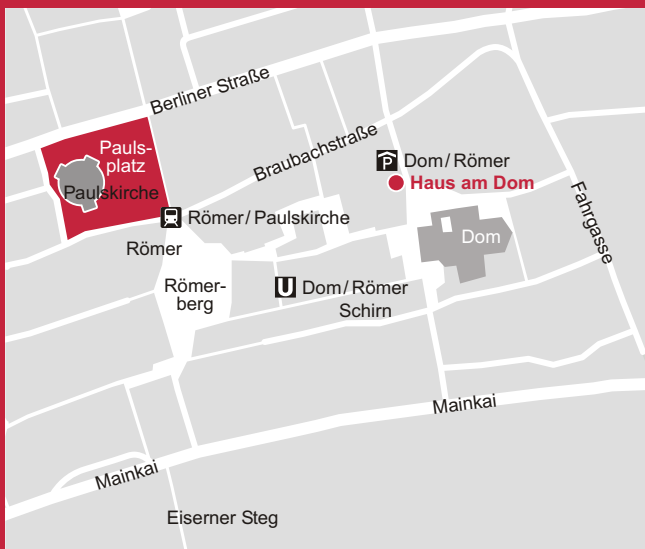 Berliner Straße
Pauls-
platz
Paulskirche
Braubachstraße
P
Dom/Römer
Haus am Dom
Fahrgasse
Römer/Paulskirche
Römer
Dom
Römer-
berg
U
Dom/Römer
Schirn
Mainkai
Mainkai
Eiserner Steg